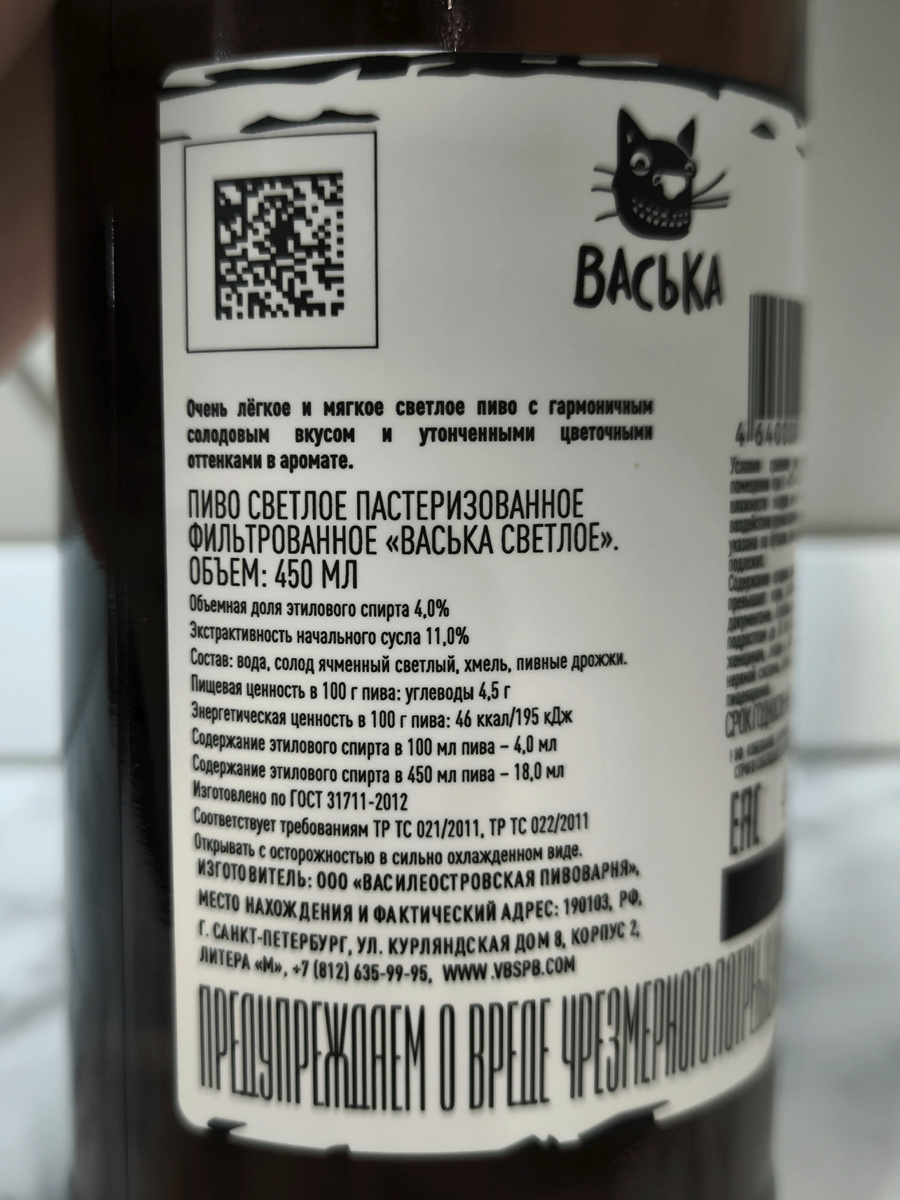 ВАСЬКА
Очень лёгкое и мягкое светлое пиво с гармоничным
солодовым вкусом и утонченными цветочными
оттенками в аромате.
ПИВО СВЕТЛОЕ ПАСТЕРИЗОВАННОЕ
ФИЛЬТРОВАННОЕ «ВАСЬКА СВЕТЛОЕ».
ОБЪЕМ: 450 МЛ
Объемная доля этилового спирта 4,0%
Экстрактивность начального сусла 11,0%
Состав: вода, солод ячменный светлый, хмель, пивные дрожжи.
Пищевая ценность в 100 г пива: углеводы 4,5 г
Энергетическая ценность в 100 г пива: 46 ккал/195 кДж
Содержание этилового спирта в 100 мл пива – 4,0 мл
Содержание этилового спирта в 450 мл пива – 18,0 мл
Изготовлено по ГОСТ 31711-2012
Соответствует требованиям ТР ТС 021/2011, ТР ТС 022/2011
Открывать с осторожностью в сильно охлажденном виде.
ИЗГОТОВИТЕЛЬ: ООО «ВАСИЛЕОСТРОВСКАЯ ПИВОВАРНЯ»,
МЕСТО НАХОЖДЕНИЯ И ФАКТИЧЕСКИЙ АДРЕС: 190103, РФ,
Г. САНКТ-ПЕТЕРБУРГ, УЛ. КУРЛЯНДСКАЯ ДОМ 8, КОРПУС 2,
ЛИТЕРА «М», +7 (812) 635-99-95, WWW.VBSPB.COM
ПРЕДУПРЕЖДАЕМ О ВРЕДЕ ЧРЕЗМЕРНОГО
4 64000
Условия
СРОК
EAC